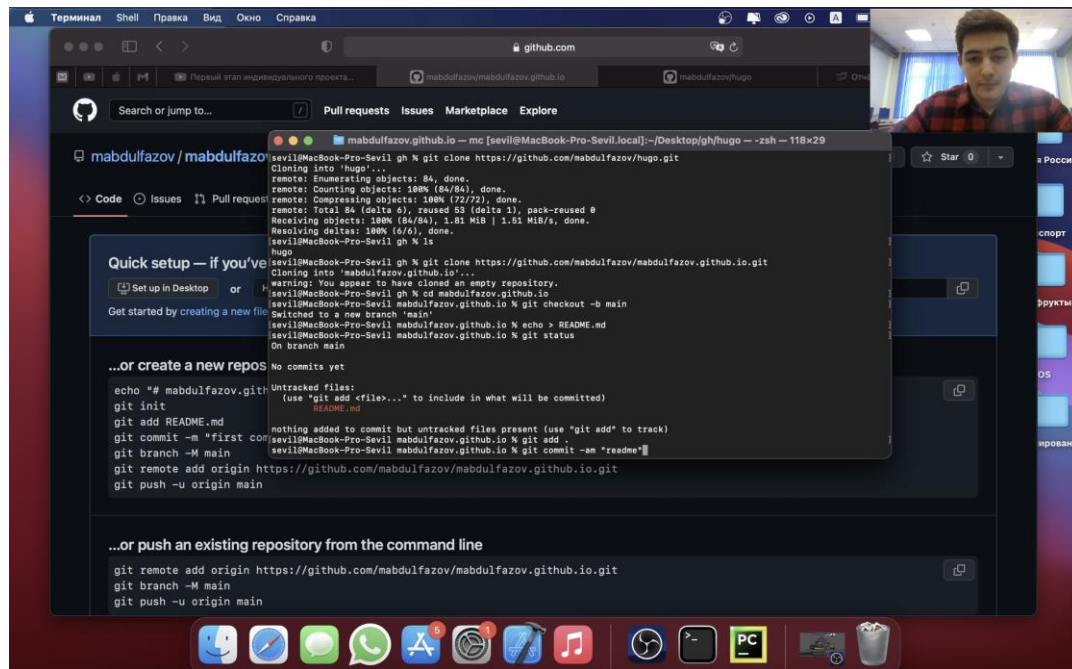 Терминал Shell Правка Вид Окно Справка
github.com
Первый этап индивидуального проекта...
mabdulfazov/mabdulfazov.github.io
mabdulfazov/hugo
Search or jump to...
/
Pull requests Issues Marketplace Explore
mabdulfazov.github.io — mc [sevil@MacBook-Pro-Sevil.local]:~/Desktop/gh/hugo — -zsh — 118×29
mabdulfazov / mabdulfazo
Star 0
<> Code Issues Pull request
sevil@MacBook-Pro-Sevil gh % git clone https://github.com/mabdulfazov/hugo.git
Cloning into 'hugo'...
remote: Enumerating objects: 84, done.
remote: Counting objects: 100% (84/84), done.
remote: Compressing objects: 100% (72/72), done.
remote: Total 84 (delta 6), reused 53 (delta 1), pack-reused 0
Receiving objects: 100% (84/84), 1.81 MiB | 1.51 MiB/s, done.
Resolving deltas: 100% (6/6), done.
sevil@MacBook-Pro-Sevil gh % ls
hugo
sevil@MacBook-Pro-Sevil gh % git clone https://github.com/mabdulfazov/mabdulfazov.github.io.git
Cloning into 'mabdulfazov.github.io'...
warning: You appear to have cloned an empty repository.
sevil@MacBook-Pro-Sevil gh % cd mabdulfazov.github.io
sevil@MacBook-Pro-Sevil mabdulfazov.github.io % git checkout -b main
Switched to a new branch 'main'
sevil@MacBook-Pro-Sevil mabdulfazov.github.io % echo > README.md
sevil@MacBook-Pro-Sevil mabdulfazov.github.io % git status
On branch main
No commits yet
Untracked files:
(use "git add <file>..." to include in what will be committed)
README.md
nothing added to commit but untracked files present (use "git add" to track)
sevil@MacBook-Pro-Sevil mabdulfazov.github.io % git add .
sevil@MacBook-Pro-Sevil mabdulfazov.github.io % git commit -am "readme"
Quick setup — if you've
Set up in Desktop or H
Get started by creating a new file
...or create a new repos
echo "# mabdulfazov.gith
git init
git add README.md
git commit -m "first com
git branch -M main
git remote add origin https://github.com/mabdulfazov/mabdulfazov.github.io.git
git push -u origin main
...or push an existing repository from the command line
git remote add origin https://github.com/mabdulfazov/mabdulfazov.github.io.git
git branch -M main
git push -u origin main
а Росси
спорт
фрукты
os
ирован
5
1
PC